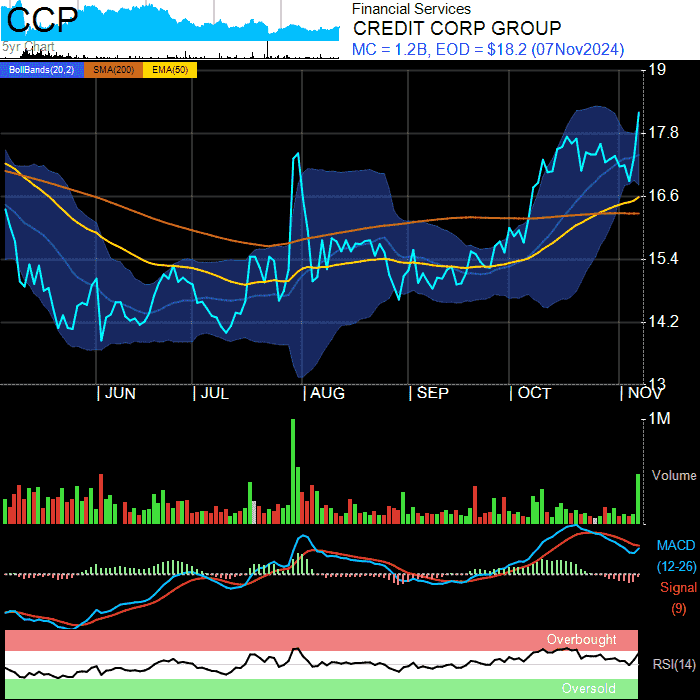 CCP
5yr Chart
Financial Services
CREDIT CORP GROUP
MC = 1.2B, EOD = $18.2 (07Nov2024)
BollBands(20,2) SMA(200) EMA(50)
19
17.8
16.6
15.4
14.2
13
| JUN | JUL | AUG | SEP | OCT | NOV
1M
Volume
MACD
(12-26)
Signal
(9)
Overbought
RSI(14)
Oversold